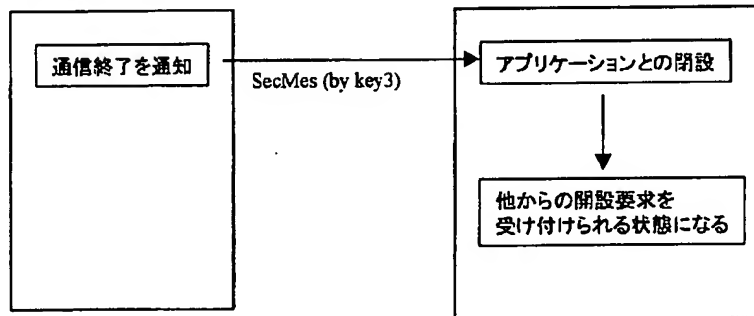 通信終了を通知
SecMes (by key3)
アプリケーションとの閉設
他からの開設要求を
受け付けられる状態になる